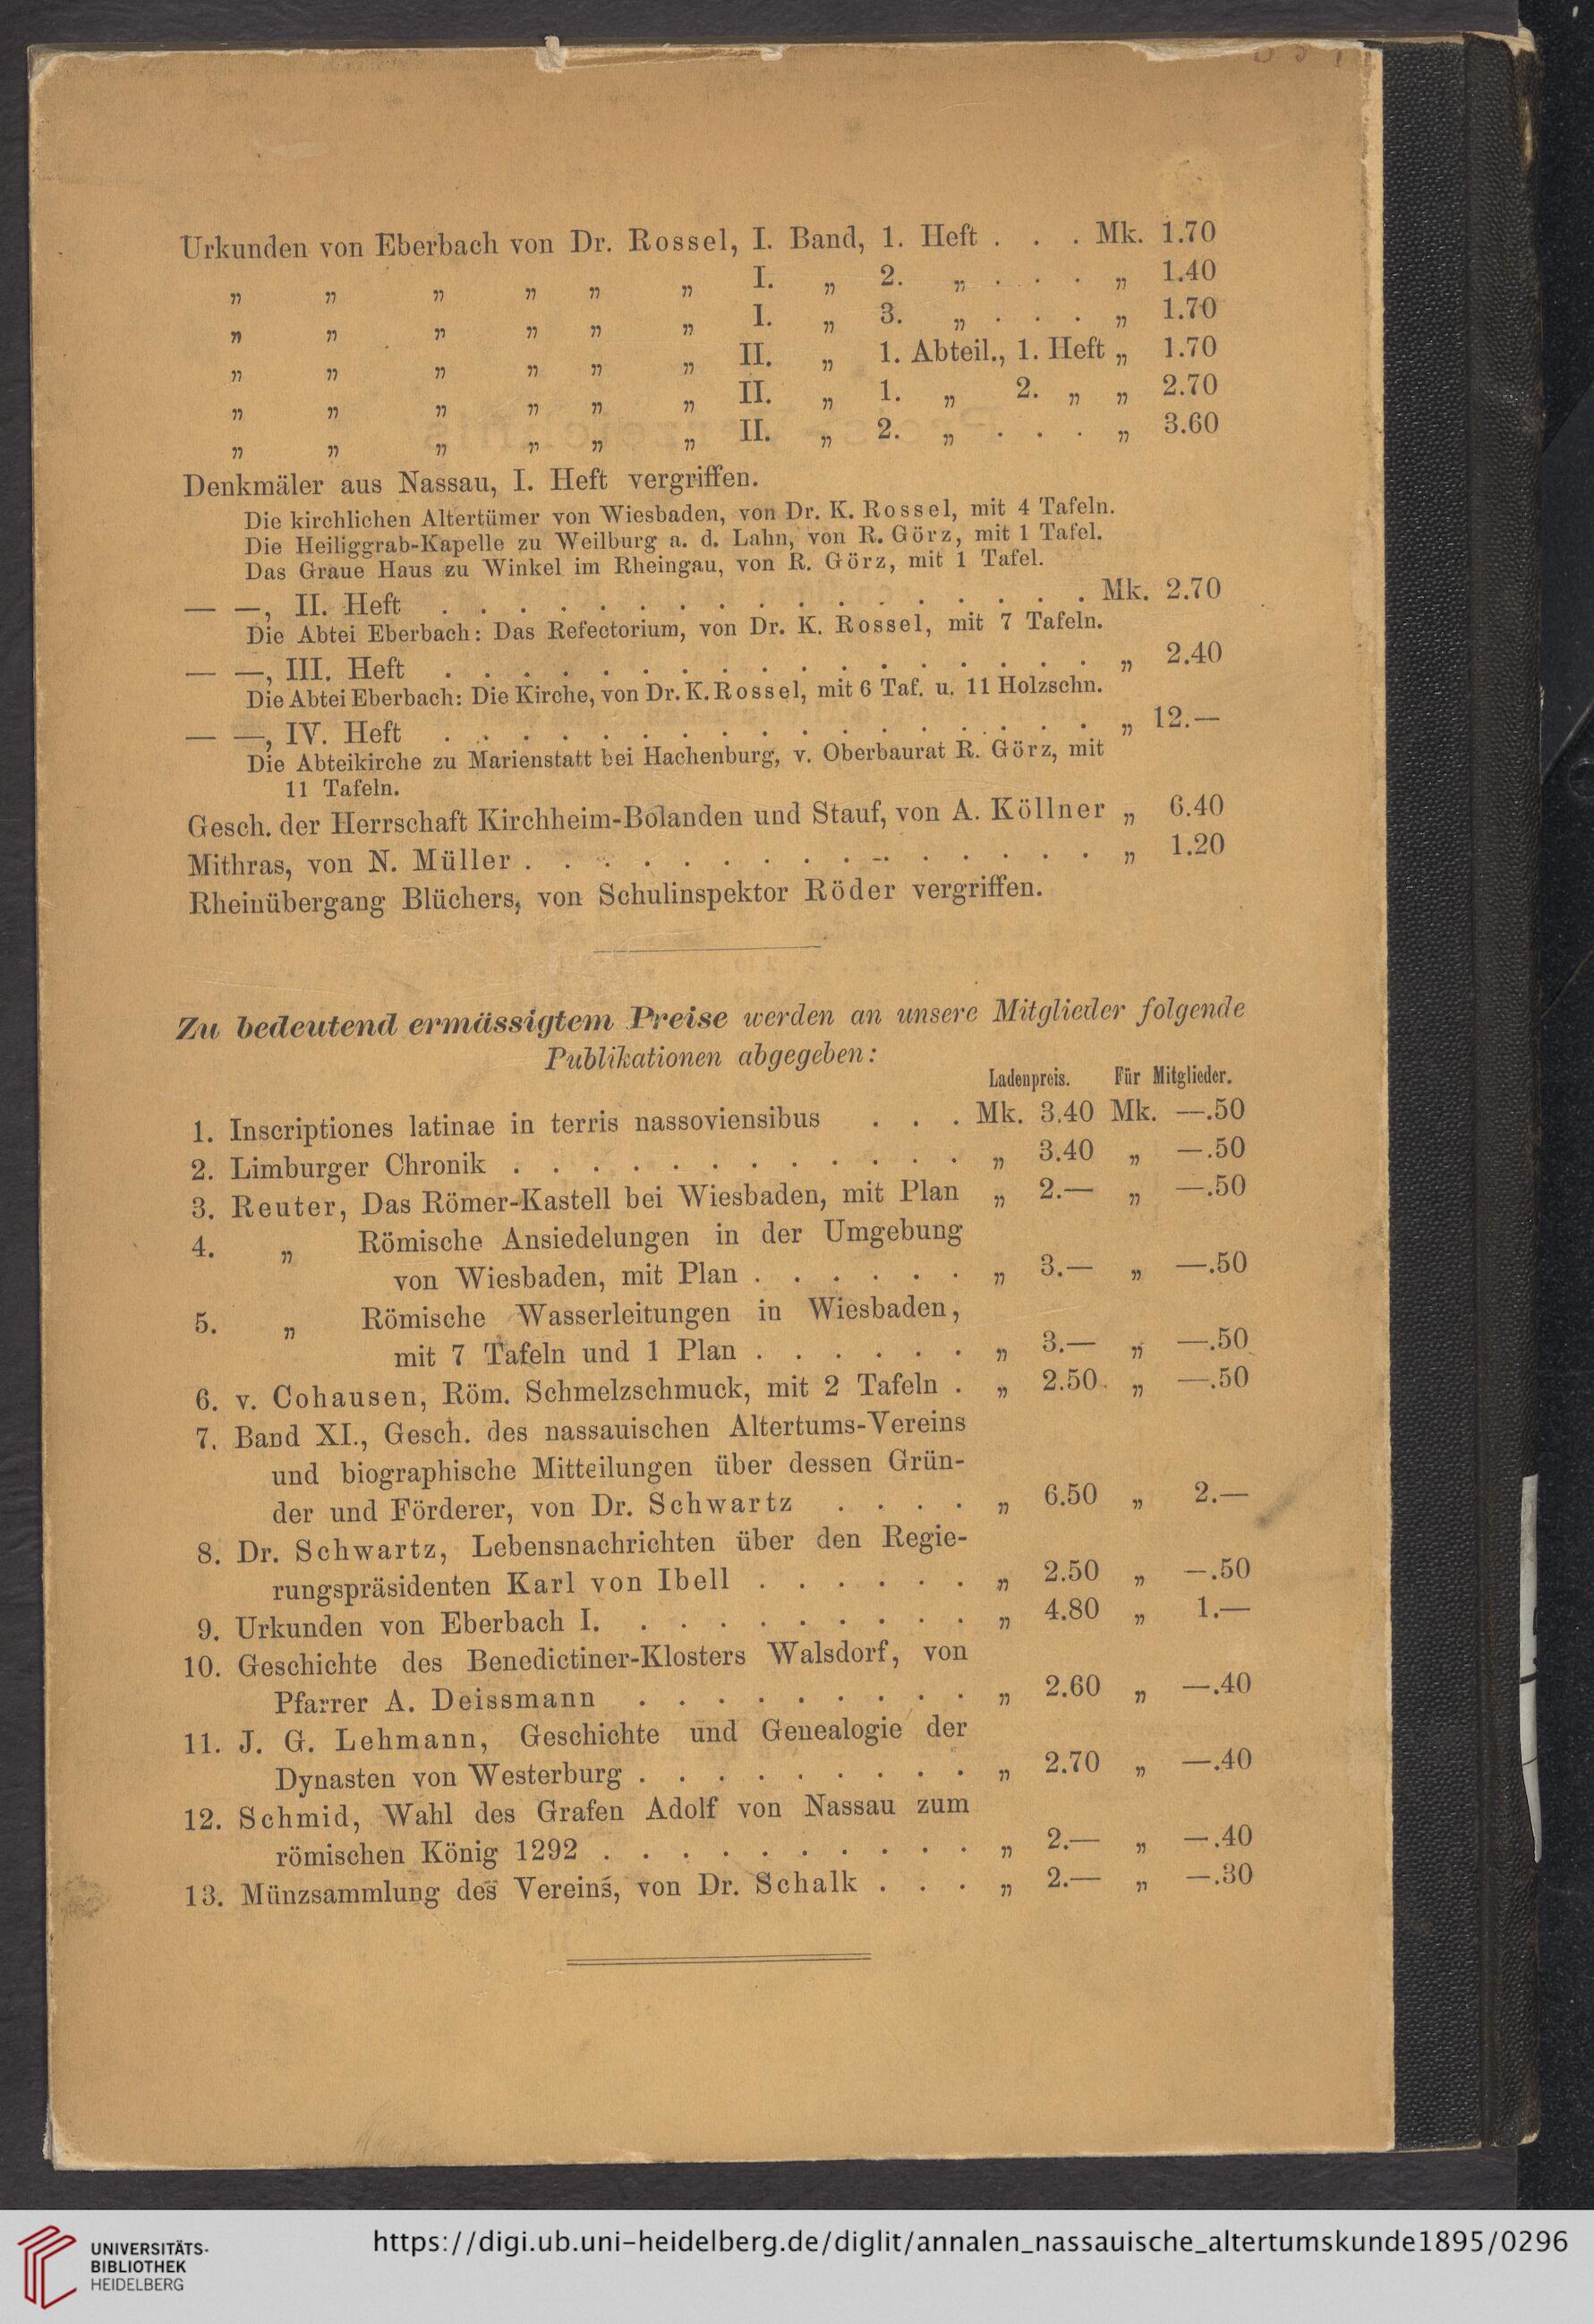 Urkunden von Eberbach von Dr. Rossel, I. Band, 1. Heft . . . Mk. 1.70
„ „ „ „ „ „ I. „ 2. „ . . . „ 1.40
„ „ „ „ „ „ I. „ 3. „ . . . „ 1.70
„ „ „ „ „ „ II. „ 1. Abteil., 1. Heft „ 1.70
„ „ „ „ „ „ II. „ 1. „ 2. „ „ 2.70
„ „ „ „ „ „ II. „ 2. „ . . . „ 3.60
Denkmäler aus Nassau, I. Heft vergriffen.
Die kirchlichen Altertümer von Wiesbaden, von Dr. K. Rossel, mit 4 Tafeln.
Die Heiliggrab-Kapelle zu Weilburg a. d. Lahn, von R. Görz, mit 1 Tafel.
Das Graue Haus zu Winkel im Rheingau, von R. Görz, mit 1 Tafel.
— —, II. Heft . . . . . . . . . . . . . . . . . Mk. 2.70
Die Abtei Eberbach: Das Refectorium, von Dr. K. Rossel, mit 7 Tafeln.
— —, III. Heft . . . . . . . . . . . . . . . . . „ 2.40
Die Abtei Eberbach: Die Kirche, von Dr. K. Rossel, mit 6 Taf. u. 11 Holzschn.
— —, IV. Heft . . . . . . . . . . . . . . . . . „ 12.—
Die Abteikirche zu Marienstatt bei Hachenburg, v. Oberbaurat R. Görz, mit
11 Tafeln.
Gesch. der Herrschaft Kirchheim-Bolanden und Stauf, von A. Köllner „ 6.40
Mithras, von N. Müller . . . . . . . . . . . . . . . „ 1.20
Rheinübergang Blüchers, von Schulinspektor Röder vergriffen.
Zu bedeutend ermässigtem Preise werden an unsere Mitglieder folgende
Publikationen abgegeben:
Ladenpreis. Für Mitglieder.
1. Inscriptiones latinae in terris nassoviensibus . . . Mk. 3.40 Mk. —.50
2. Limburger Chronik . . . . . . . . . . . . „ 3.40 „ —.50
3. Reuter, Das Römer-Kastell bei Wiesbaden, mit Plan „ 2.— „ —.50
4. „ Römische Ansiedelungen in der Umgebung
von Wiesbaden, mit Plan . . . . . . „ 3.— „ —.50
5. „ Römische Wasserleitungen in Wiesbaden,
mit 7 Tafeln und 1 Plan . . . . . . „ 3.— „ —.50
6. v. Cohausen, Röm. Schmelzschmuck, mit 2 Tafeln . „ 2.50 „ —.50
7. Band XI., Gesch. des nassauischen Altertums-Vereins
und biographische Mitteilungen über dessen Grün-
der und Förderer, von Dr. Schwartz . . . . „ 6.50 „ 2.—
8. Dr. Schwartz, Lebensnachrichten über den Regie-
rungspräsidenten Karl von Ibell . . . . . . „ 2.50 „ —.50
9. Urkunden von Eberbach I. . . . . . . . . . „ 4.80 „ 1.—
10. Geschichte des Benedictiner-Klosters Walsdorf, von
Pfarrer A. Deissmann . . . . . . . . . „ 2.60 „ —.40
11. J. G. Lehmann, Geschichte und Genealogie der
Dynasten von Westerburg . . . . . . . . . „ 2.70 „ —.40
12. Schmid, Wahl des Grafen Adolf von Nassau zum
römischen König 1292 . . . . . . . . . . „ 2.— „ —.40
13. Münzsammlung des Vereins, von Dr. Schalk . . . „ 2.— „ —.30
UNIVERSITÄTS-
BIBLIOTHEK
HEIDELBERG
https://digi.ub.uni-heidelberg.de/diglit/annalen_nassauische_altertumskunde1895/0296